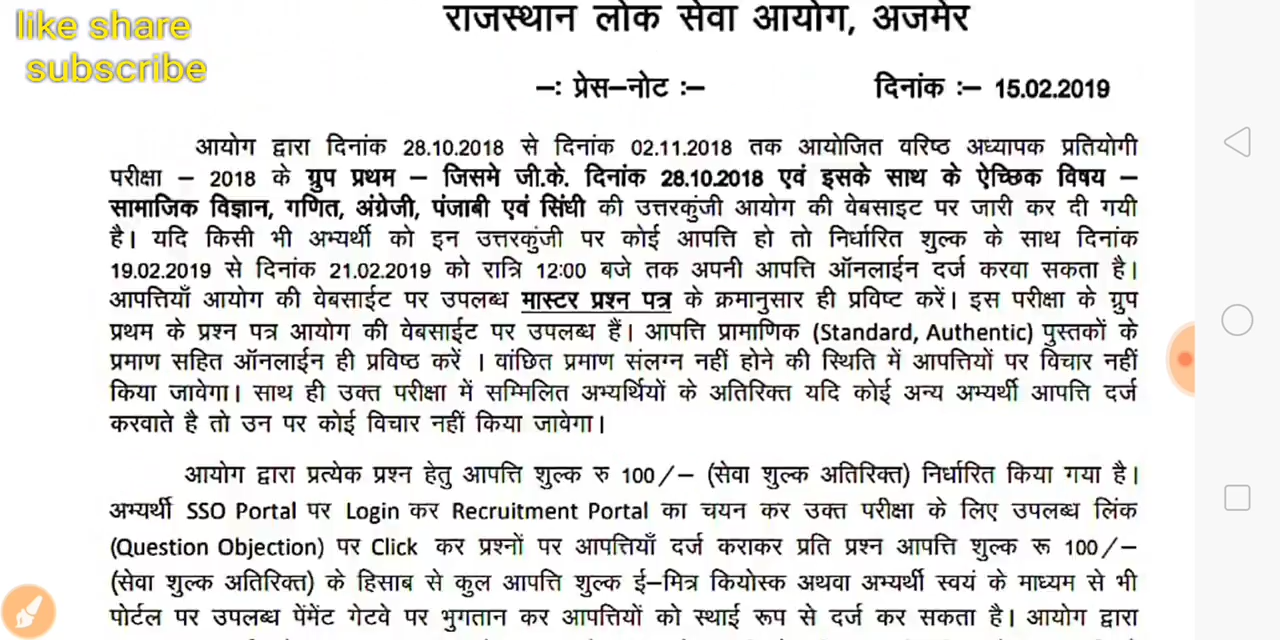 like share
subscribe
राजस्थान लोक सेवा आयोग, अजमेर
–: प्रेस–नोट :–    दिनांक :– 15.02.2019
आयोग द्वारा दिनांक 28.10.2018 से दिनांक 02.11.2018 तक आयोजित वरिष्ठ अध्यापक प्रतियोगी
परीक्षा – 2018 के ग्रुप प्रथम – जिसमे जी.के. दिनांक 28.10.2018 एवं इसके साथ के ऐच्छिक विषय –
सामाजिक विज्ञान, गणित, अंग्रेजी, पंजाबी एवं सिंधी की उत्तरकुंजी आयोग की वेबसाइट पर जारी कर दी गयी
है। यदि किसी भी अभ्यर्थी को इन उत्तरकुंजी पर कोई आपत्ति हो तो निर्धारित शुल्क के साथ दिनांक
19.02.2019 से दिनांक 21.02.2019 को रात्रि 12:00 बजे तक अपनी आपत्ति ऑनलाईन दर्ज करवा सकता है।
आपत्तियाँ आयोग की वेबसाईट पर उपलब्ध मास्टर प्रश्न पत्र के क्रमानुसार ही प्रविष्ट करें। इस परीक्षा के ग्रुप
प्रथम के प्रश्न पत्र आयोग की वेबसाईट पर उपलब्ध हैं। आपत्ति प्रामाणिक (Standard, Authentic) पुस्तकों के
प्रमाण सहित ऑनलाईन ही प्रविष्ठ करें । वांछित प्रमाण संलग्न नहीं होने की स्थिति में आपत्तियों पर विचार नहीं
किया जावेगा। साथ ही उक्त परीक्षा में सम्मिलित अभ्यर्थियों के अतिरिक्त यदि कोई अन्य अभ्यर्थी आपत्ति दर्ज
करवाते है तो उन पर कोई विचार नहीं किया जावेगा।
आयोग द्वारा प्रत्येक प्रश्न हेतु आपत्ति शुल्क रु 100/– (सेवा शुल्क अतिरिक्त) निर्धारित किया गया है।
अभ्यर्थी SSO Portal पर Login कर Recruitment Portal का चयन कर उक्त परीक्षा के लिए उपलब्ध लिंक
(Question Objection) पर Click कर प्रश्नों पर आपत्तियाँ दर्ज कराकर प्रति प्रश्न आपत्ति शुल्क रू 100/–
(सेवा शुल्क अतिरिक्त) के हिसाब से कुल आपत्ति शुल्क ई–मित्र कियोस्क अथवा अभ्यर्थी स्वयं के माध्यम से भी
पोर्टल पर उपलब्ध पेंमेंट गेटवे पर भुगतान कर आपत्तियों को स्थाई रूप से दर्ज कर सकता है। आयोग द्वारा